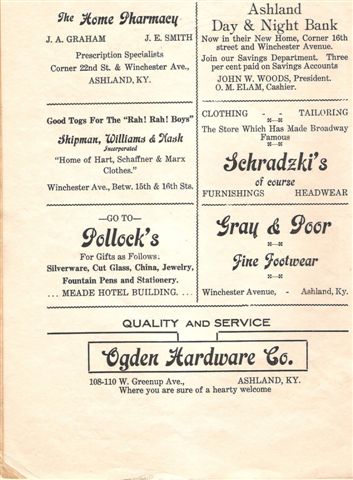 The Home Pharmacy
J. A. GRAHAM J. E. SMITH
Prescription Specialists
Corner 22nd St. & Winchester Ave.,
ASHLAND, KY.
Good Togs For The "Rah! Rah! Boys"
Shipman, Williams & Nash
Incorporated
"Home of Hart, Schaffner & Marx
Clothes."
Winchester Ave., Betw. 15th & 16th Sts.
—GO TO—
Pollock's
For Gifts as Follows:
Silverware, Cut Glass, China, Jewelry,
Fountain Pens and Stationery.
... MEADE HOTEL BUILDING. ...
Ashland
Day & Night Bank
Now in their New Home, Corner 16th
street and Winchester Avenue.
Join our Savings Department. Three
per cent paid on Savings Accounts
JOHN W. WOODS, President.
O. M. ELAM, Cashier.
CLOTHING - - TAILORING
The Store Which Has Made Broadway
Famous
Schradzki's
of course
FURNISHINGS HEADWEAR
Gray & Poor
Fine Footwear
Winchester Avenue, - Ashland, Ky.
QUALITY AND SERVICE
Ogden Hardware Co.
108-110 W. Greenup Ave., ASHLAND, KY.
Where you are sure of a hearty welcome